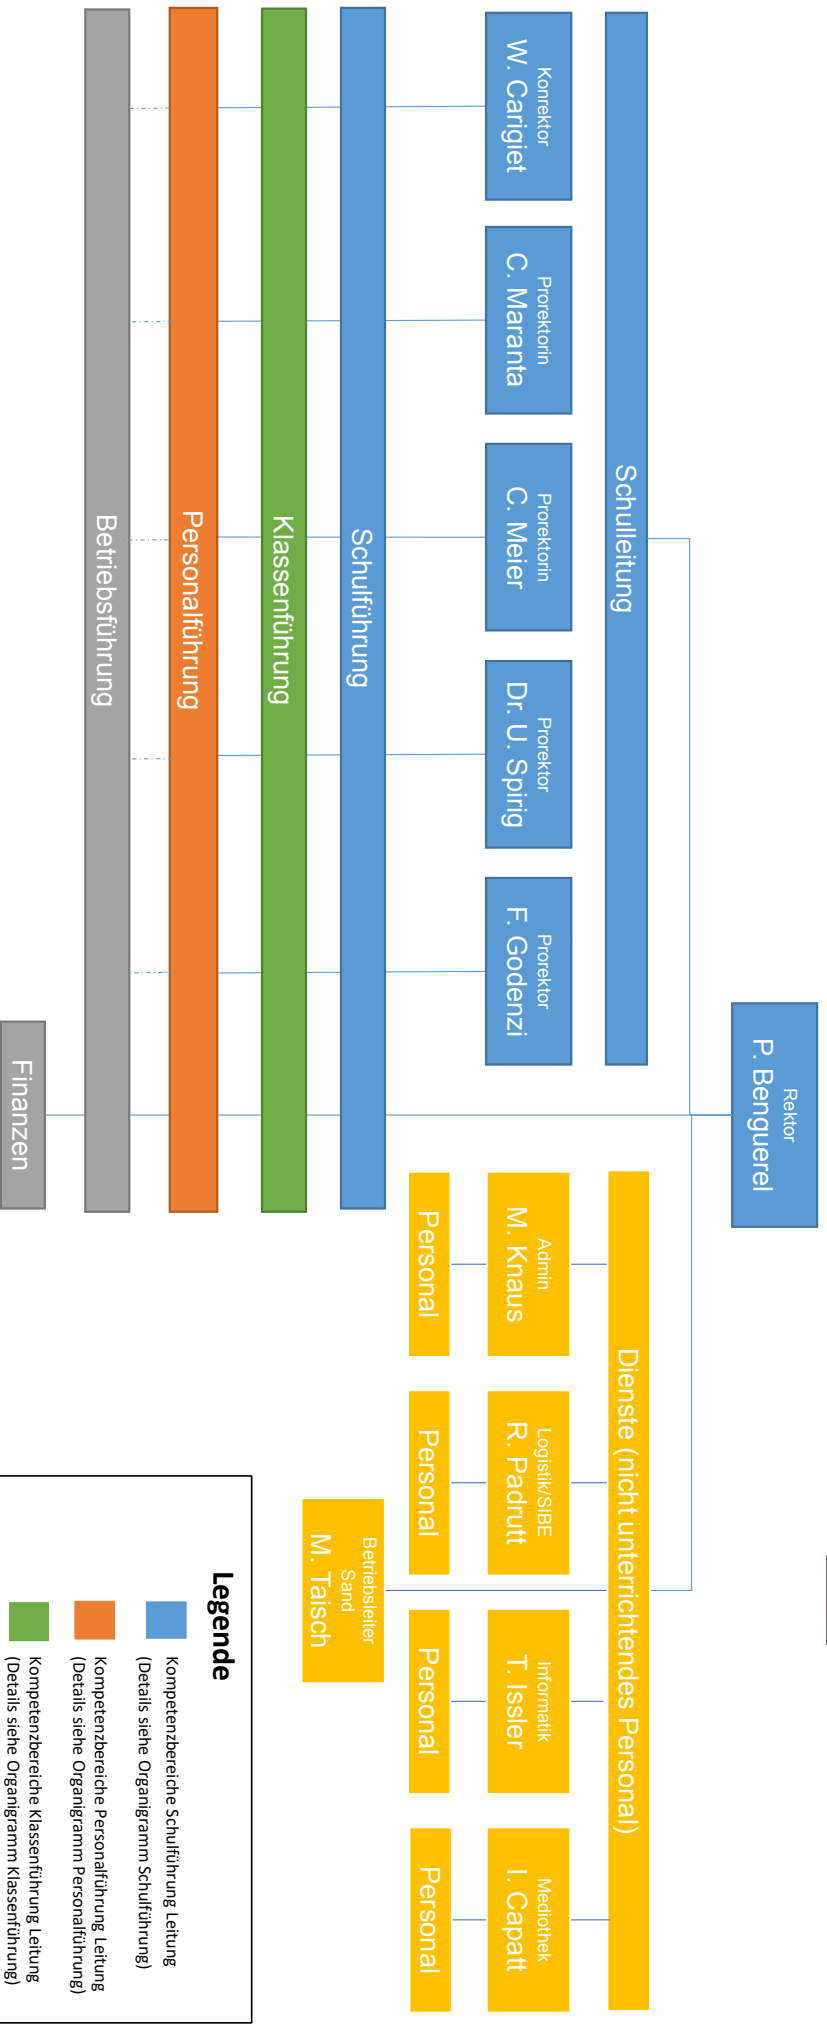 Rektor
P. Benguerel
Schulleitung
Dienste (nicht unterrichtendes Personal)
Konrektor
W. Carigiet
Prorektorin
C. Maranta
Prorektorin
C. Meier
Prorektor
Dr. U. Spirig
Prorektor
F. Godenzi
Admin
M. Knaus
Logistik/SIBE
R. Padrutt
Informatik
T. Issler
Mediothek
I. Capatt
Personal
Personal
Personal
Personal
Schulführung
Betriebsleiter
Sand
M. Taisch
Klassenführung
Personalführung
Betriebsführung
Finanzen
Legende
Kompetenzbereiche Schulführung Leitung
(Details siehe Organigramm Schulführung)
Kompetenzbereiche Personalführung Leitung
(Details siehe Organigramm Personalführung)
Kompetenzbereiche Klassenführung Leitung
(Details siehe Organigramm Klassenführung)